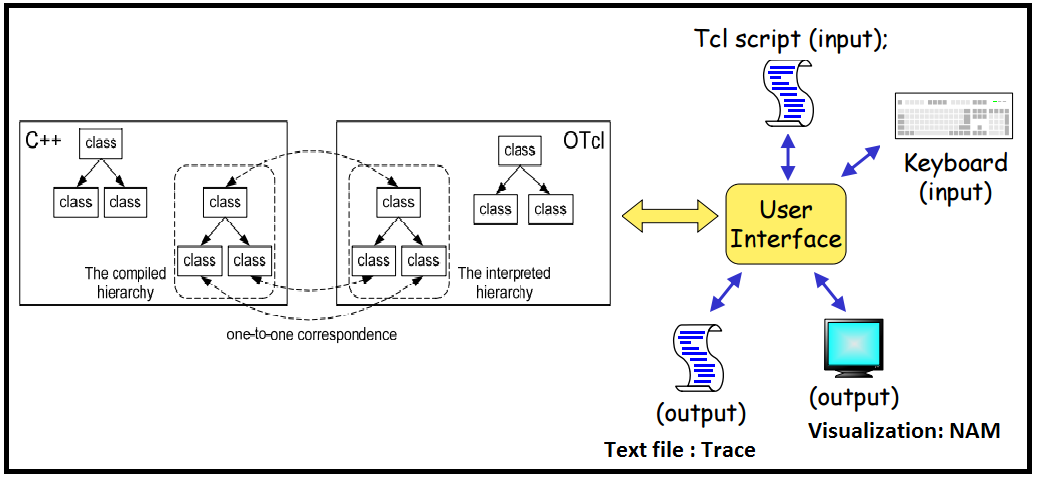 C++
class
class
class
class
class
class
The compiled
hierarchy
OTcl
class
class
class
class
class
class
The interpreted
hierarchy
one-to-one correspondence
Tcl script (input);
Keyboard
(input)
User
Interface
(output)
Text file : Trace
(output)
Visualization: NAM